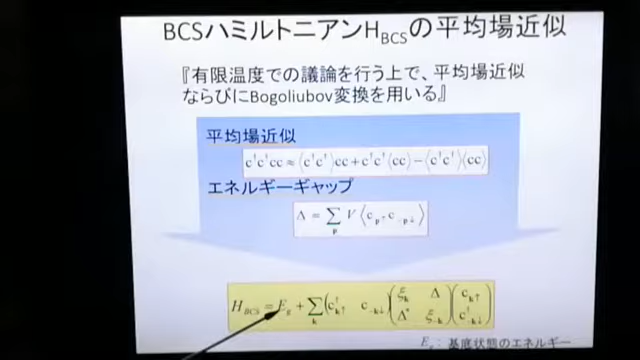 BCSハミルトニアンH_BCSの平均場近似
『有限温度での議論を行う上で、平均場近似
ならびにBogoliubov変換を用いる』
平均場近似
c†c†cc ≈ ⟨c†c†⟩cc + c†c†⟨cc⟩ − ⟨c†c†⟩⟨cc⟩
エネルギーギャップ
Δ = ∑_p V ⟨c_p↑ c_-p↓⟩
H_BCS = E_g + ∑_k (c†_k↑ c_-k↓) (ξ_k Δ Δ* ξ_-k) (c_k↑ c†_-k↓)
E_g : 基底状態のエネルギー